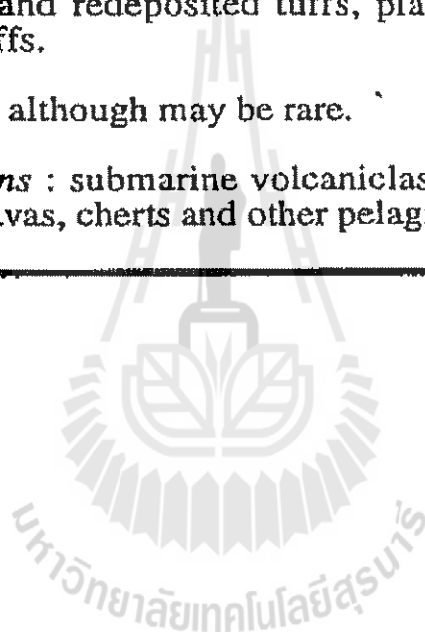 and redeposited tuffs, pla
ffs.
although may be rare.
ns : submarine volcaniclas
vas, cherts and other pelag
มหาวิทยาลัยเทคโนโลยีสุรนารี